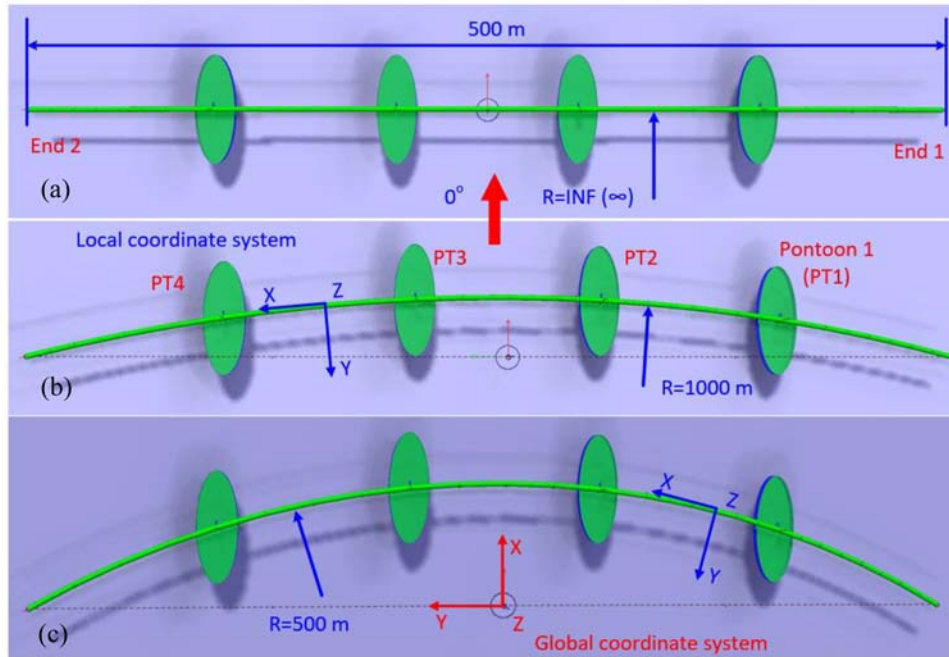 500 m
End 2
End 1
(a)
0°
R=INF (∞)
Local coordinate system
PT4
PT3
PT2
Pontoon 1
(PT1)
X
Z
Y
R=1000 m
(b)
X
Z
Y
X
R=500 m
Y
Z
Global coordinate system
(c)